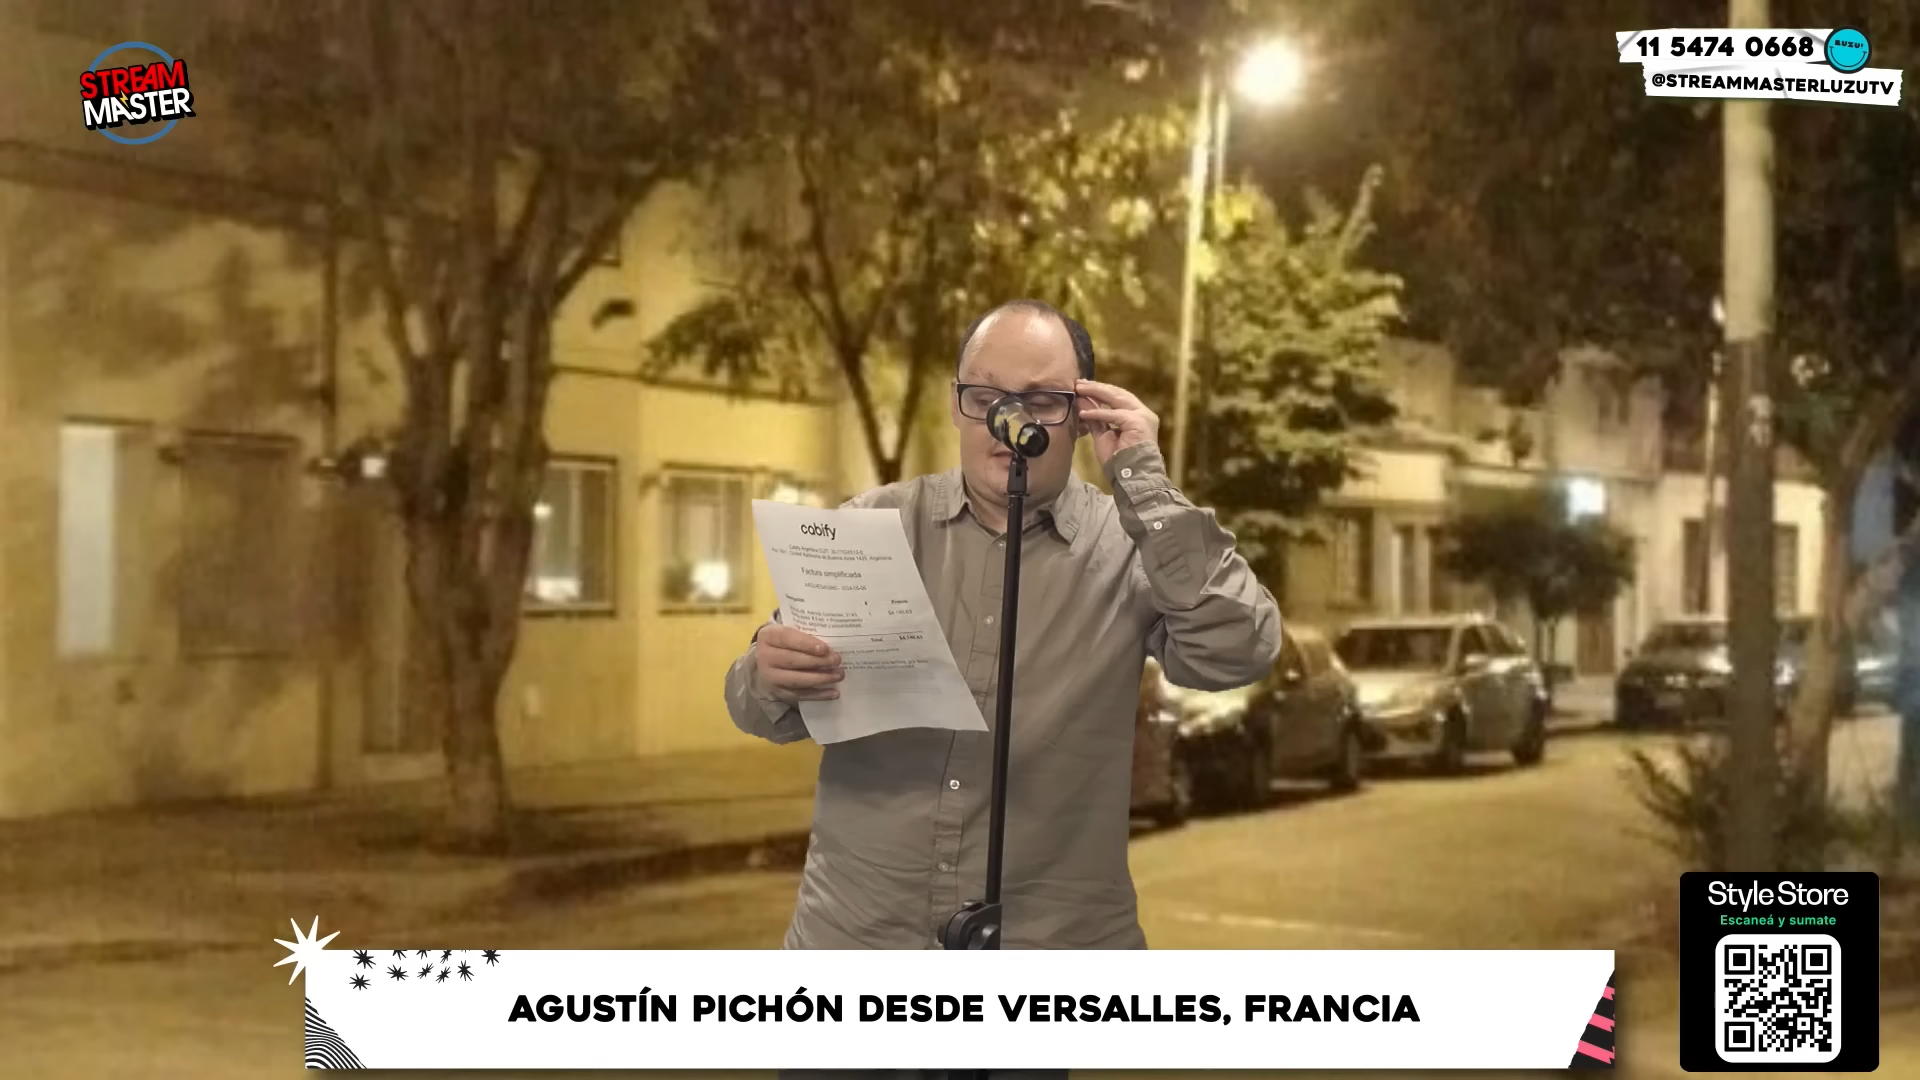 STREAM
MASTER
11 5474 0668
LUZU!
@STREAMMASTERLUZUTV
cabify
Factura simplificada
Total
Style Store
Escaneá y sumate
AGUSTÍN PICHÓN DESDE VERSALLES, FRANCIA